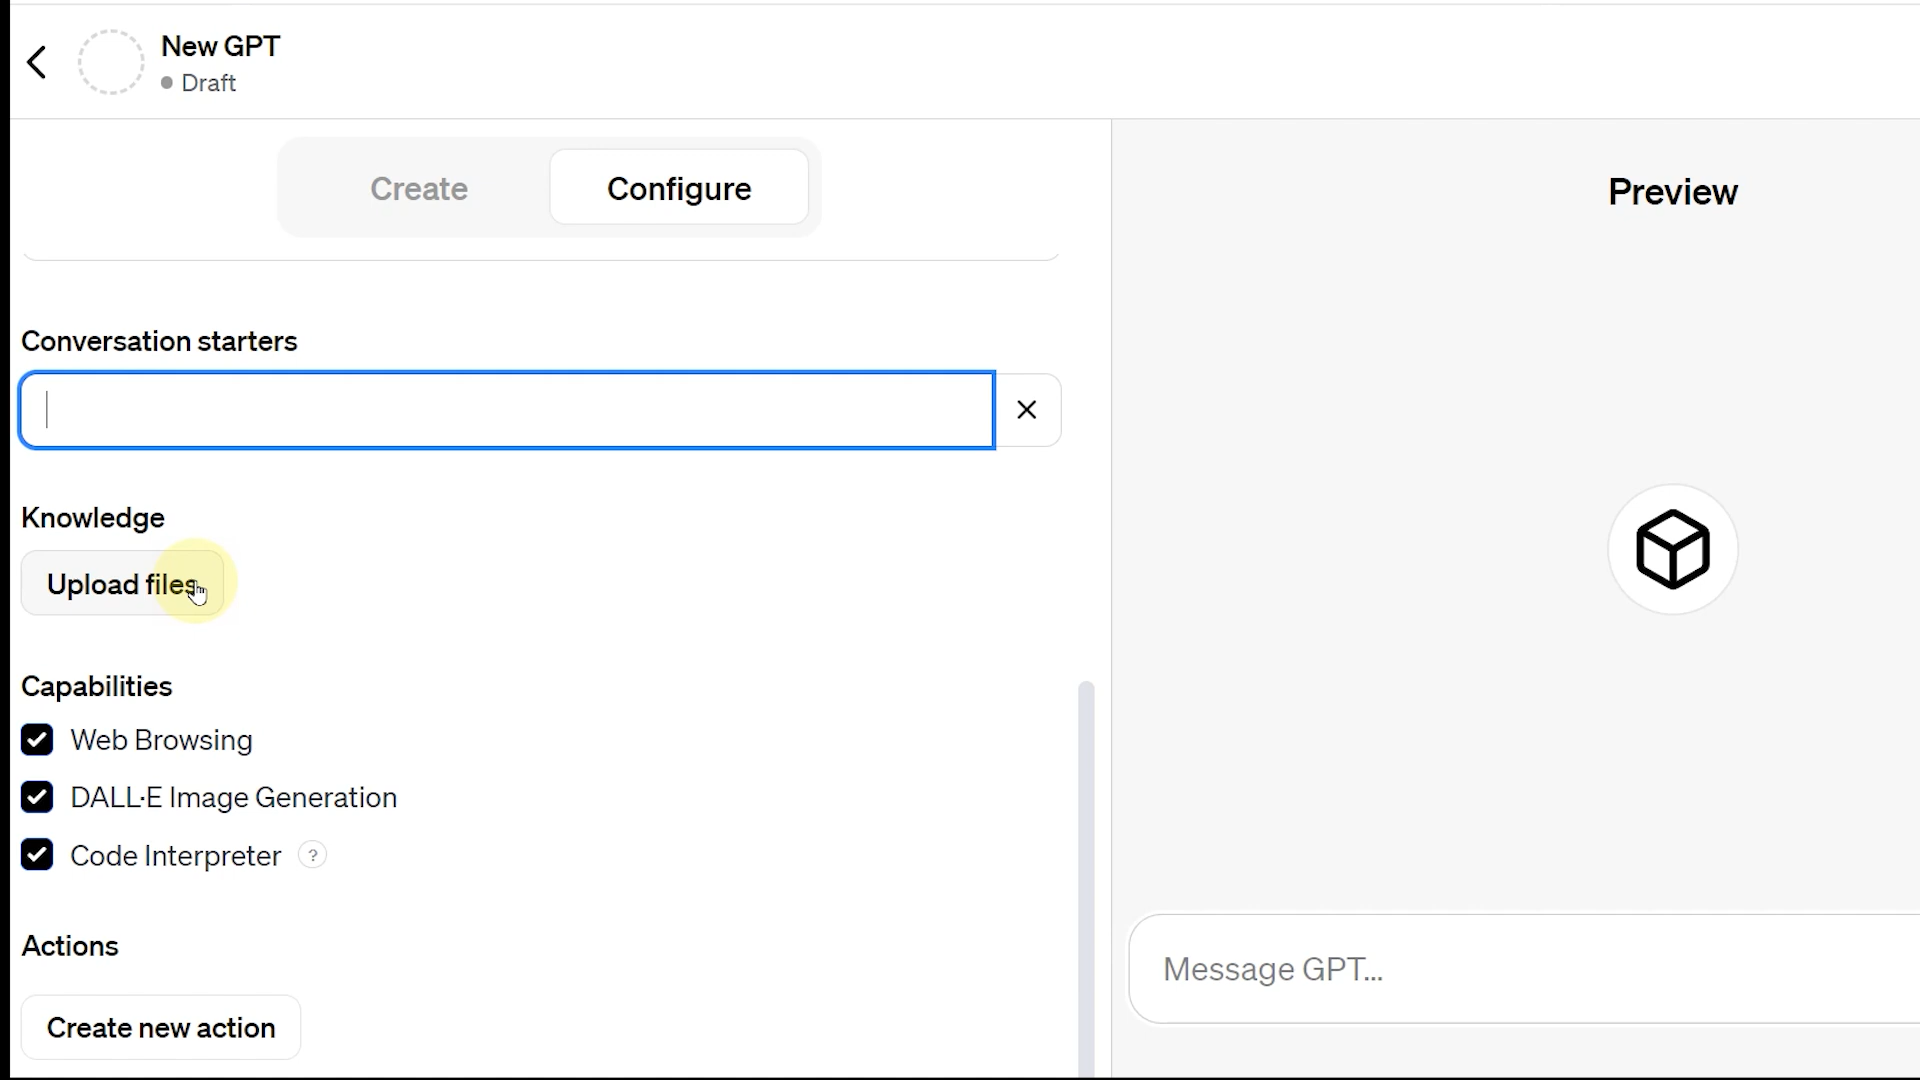 New GPT
Draft
Create
Configure
Preview
Conversation starters
Knowledge
Upload files
Capabilities
Web Browsing
DALL·E Image Generation
Code Interpreter ?
Actions
Create new action
Message GPT...